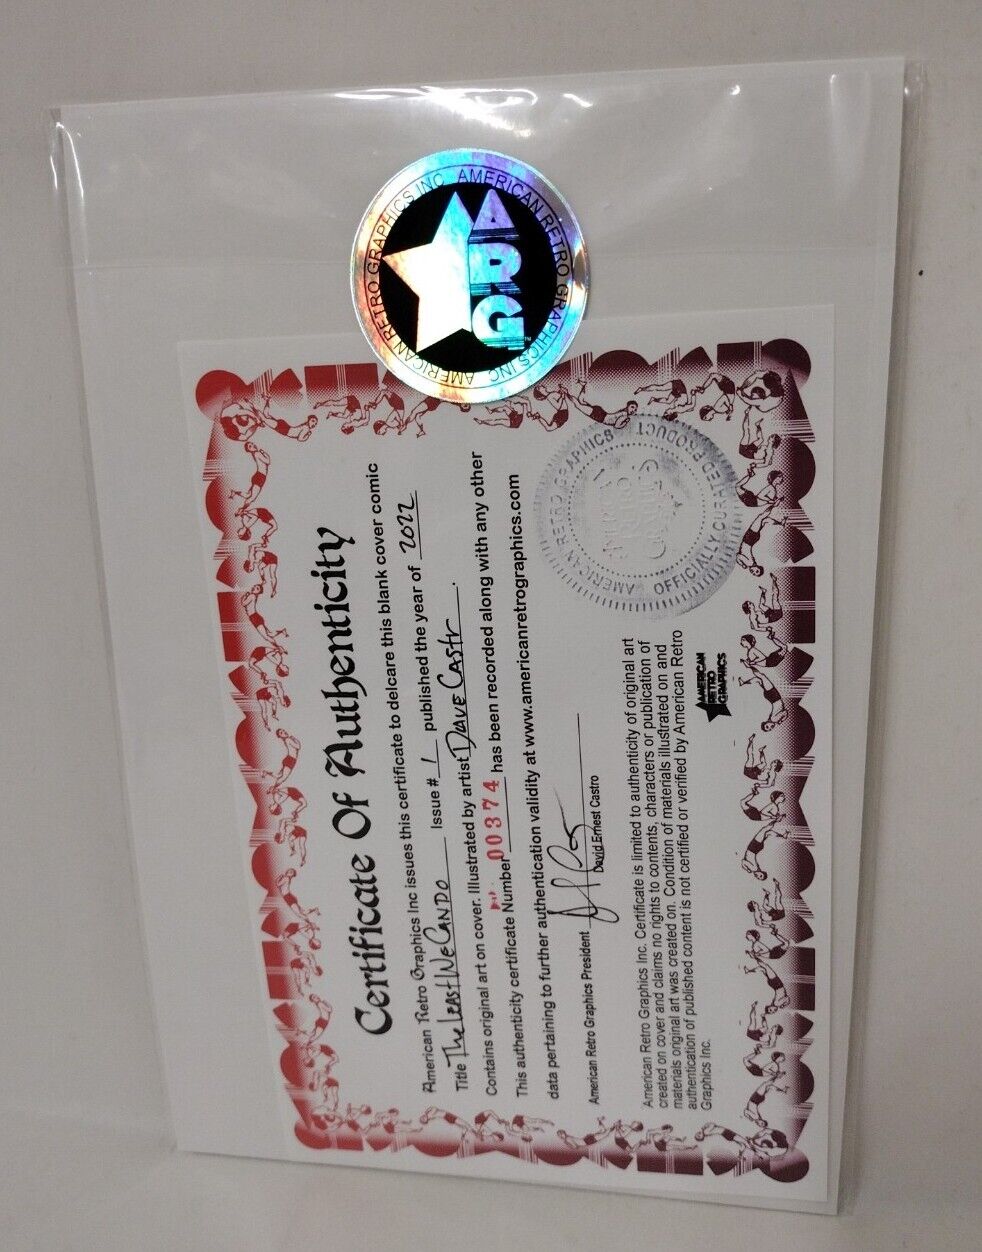 AMERICAN RETRO GRAPHICS INC AMERICAN RETRO GRAPHICS INC
ARG™
Certificate Of Authenticity
American Retro Graphics Inc issues this certificate to delcare this blank cover comic
Title The Least We Can Do Issue # 1 published the year of 2022
Contains original art on cover. Illustrated by artist Dave Castr.
This authenticity certificate Number 00374 has been recorded along with any other
data pertaining to further authentication validity at www.americanretrographics.com
American Retro Graphics President
David Ernest Castro
American Retro Graphics Inc. Certificate is limited to authenticity of original art
created on cover and claims no rights to contents, characters or publication of
materials original art was created on. Condition of materials illustrated on and
authentication of published content is not certified or verified by American Retro
Graphics Inc.
AMERICAN
RETRO
GRAPHICS
AMERICAN RETRO GRAPHICS
OFFICIALLY CURATED PRODUCT